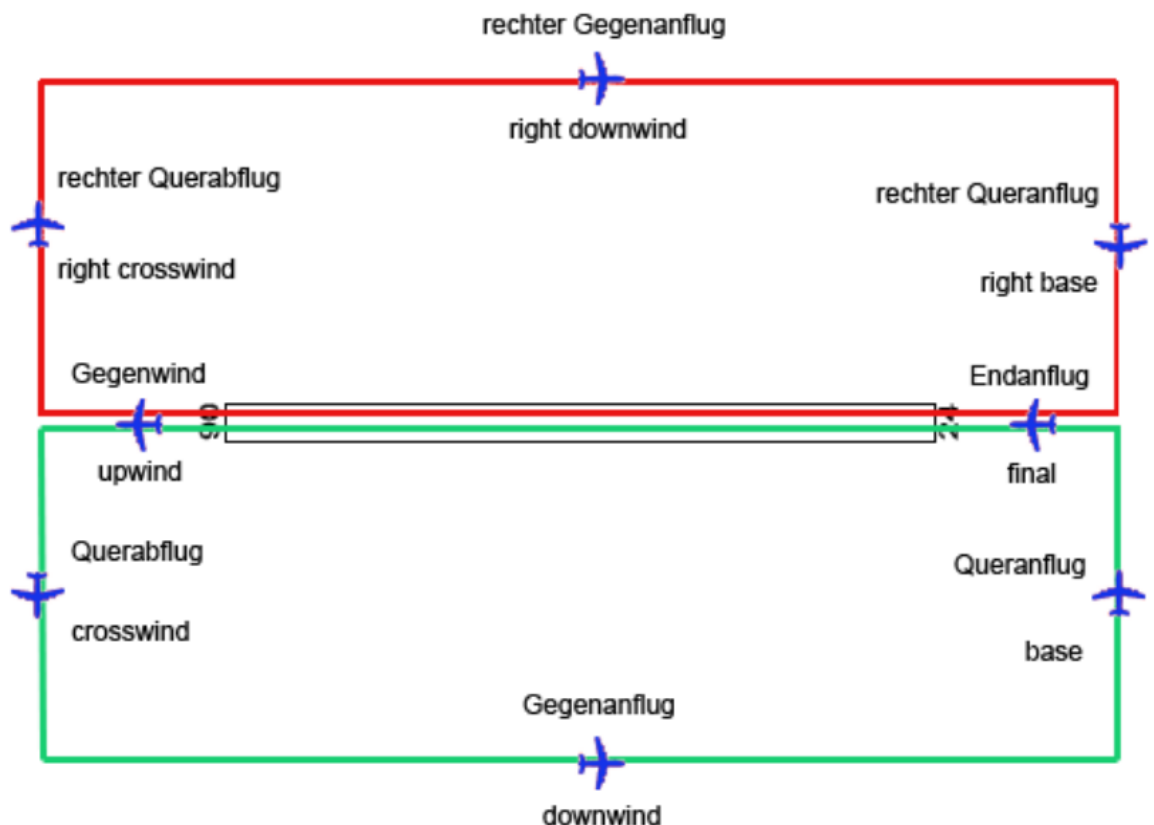 rechter Gegenanflug
right downwind
rechter Querabflug
rechter Queranflug
right crosswind
right base
Gegenwind
Endanflug
06
24
upwind
final
Querabflug
Queranflug
crosswind
base
Gegenanflug
downwind